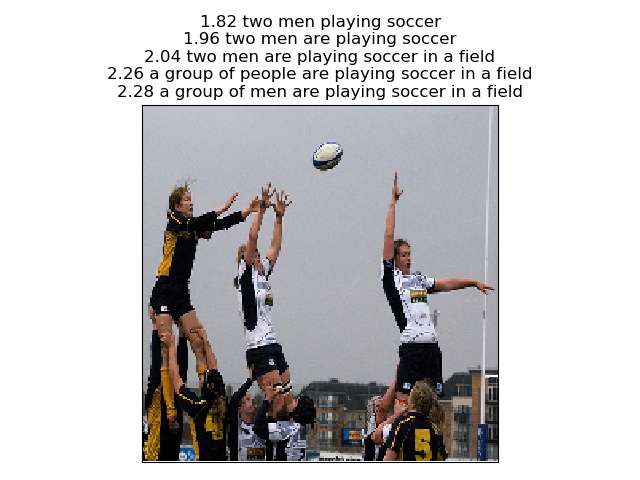 1.82 two men playing soccer
1.96 two men are playing soccer
2.04 two men are playing soccer in a field
2.26 a group of people are playing soccer in a field
2.28 a group of men are playing soccer in a field
4
5